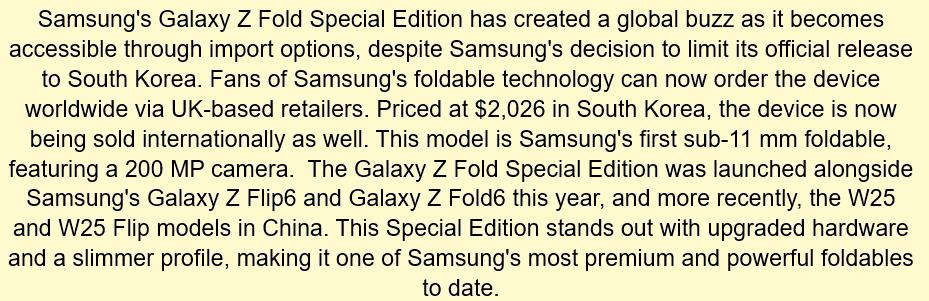 Samsung's Galaxy Z Fold Special Edition has created a global buzz as it becomes
accessible through import options, despite Samsung's decision to limit its official release
to South Korea. Fans of Samsung's foldable technology can now order the device
worldwide via UK-based retailers. Priced at $2,026 in South Korea, the device is now
being sold internationally as well. This model is Samsung's first sub-11 mm foldable,
featuring a 200 MP camera.  The Galaxy Z Fold Special Edition was launched alongside
Samsung's Galaxy Z Flip6 and Galaxy Z Fold6 this year, and more recently, the W25
and W25 Flip models in China. This Special Edition stands out with upgraded hardware
and a slimmer profile, making it one of Samsung's most premium and powerful foldables
to date.